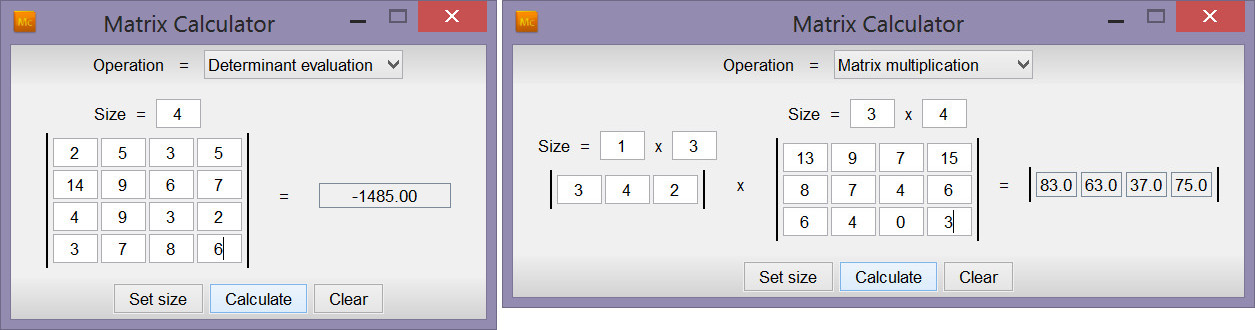 Mc Matrix Calculator
Operation = Determinant evaluation
Size = 4
2 5 3 5
14 9 6 7
4 9 3 2
3 7 8 6
= -1485.00
Set size Calculate Clear
Mc Matrix Calculator
Operation = Matrix multiplication
Size = 1 x 3
3 4 2
x
Size = 3 x 4
13 9 7 15
8 7 4 6
6 4 0 3
= 83.0 63.0 37.0 75.0
Set size Calculate Clear